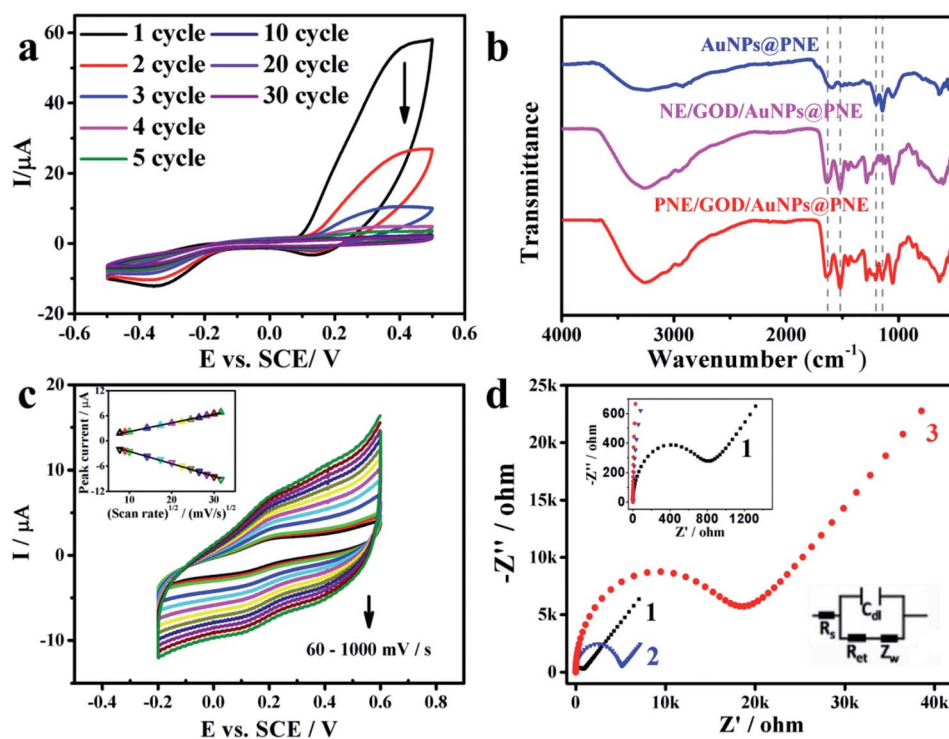 a
1 cycle
2 cycle
3 cycle
4 cycle
5 cycle
10 cycle
20 cycle
30 cycle
I/μA
60
40
20
0
-20
-0.6 -0.4 -0.2 0.0 0.2 0.4 0.6
E vs. SCE/ V
b
AuNPs@PNE
NE/GOD/AuNPs@PNE
PNE/GOD/AuNPs@PNE
Transmittance
4000 3000 2000 1000
Wavenumber (cm⁻¹)
c
I / μA
20
15
10
5
0
-5
-10
Peak current / μA
12
6
0
-6
-12
10 15 20 25 30
(Scan rate)^1/2 / (mV/s)^1/2
60 - 1000 mV / s
-0.4 -0.2 0.0 0.2 0.4 0.6 0.8
E vs. SCE / V
d
-Z'' / ohm
25k
20k
15k
10k
5k
0
-Z'' / ohm
600
400
200
0
0 400 800 1200
Z' / ohm
1
3
1
2
Cdl
Rs
Ret Zw
0 10k 20k 30k 40k
Z' / ohm